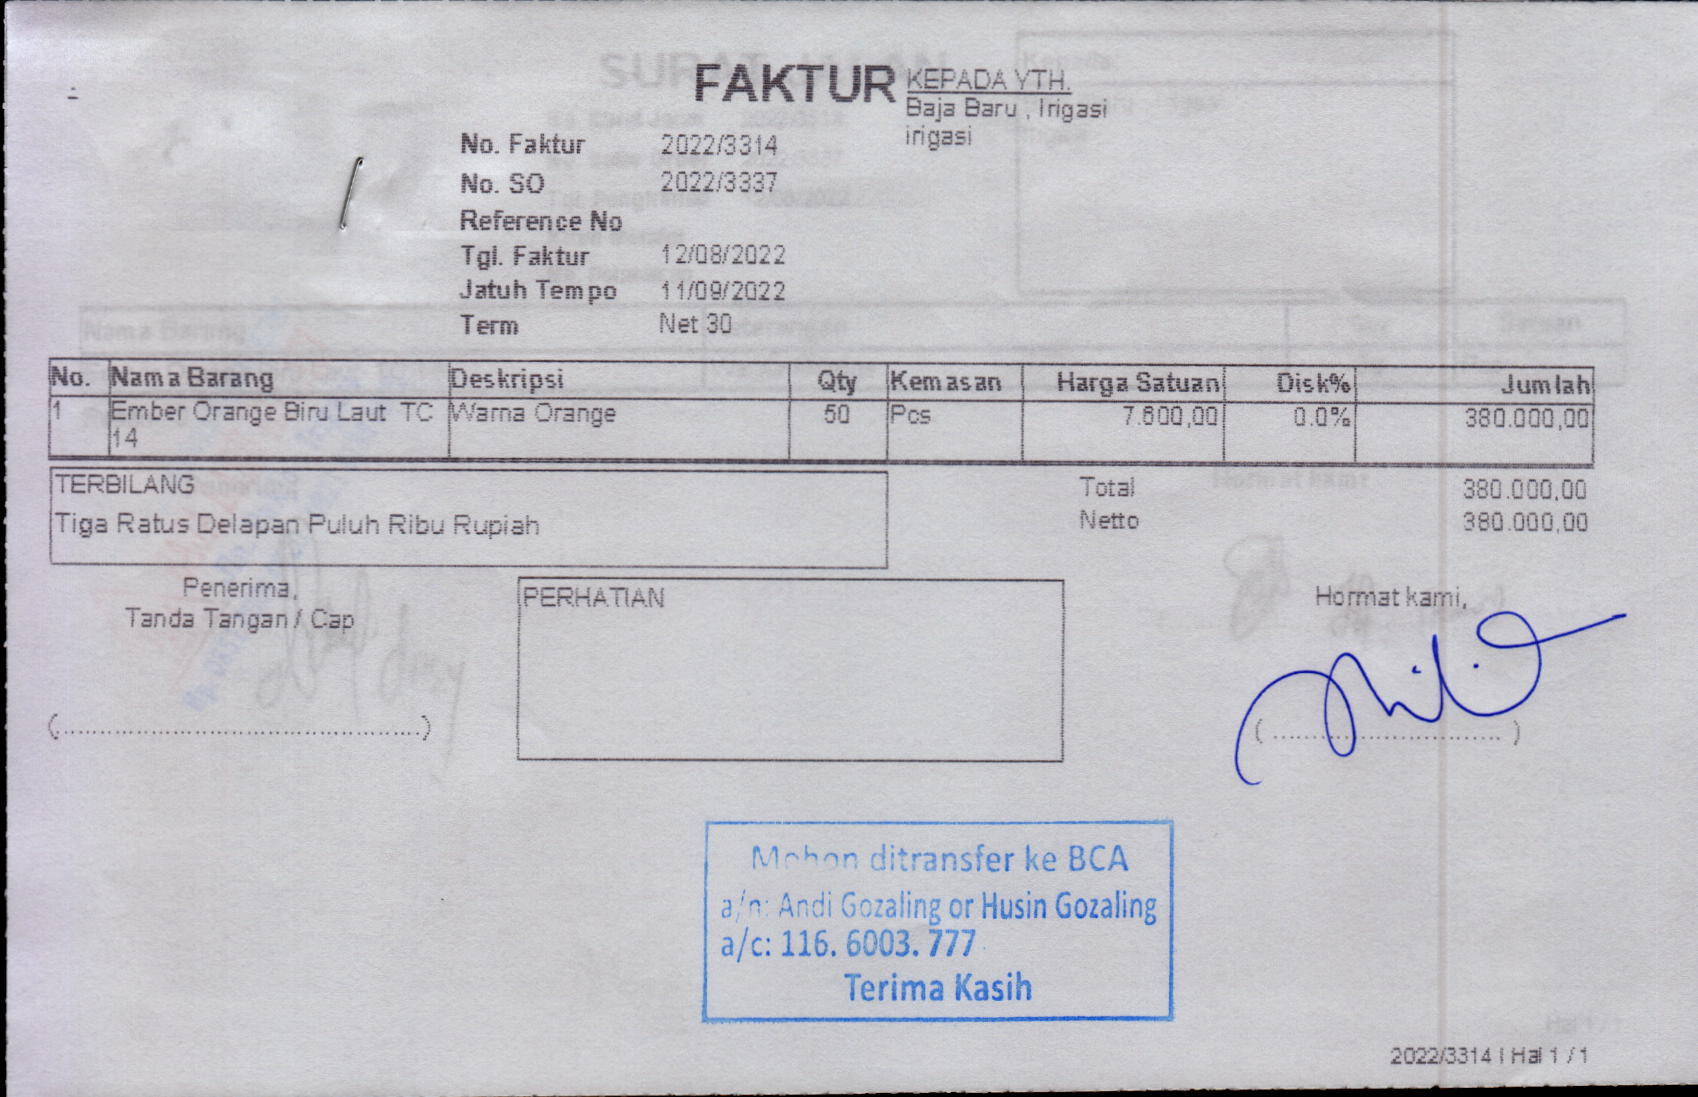 FAKTUR
KEPADA YTH.
Baja Baru , Irigasi
irigasi
No. Faktur 2022/3314
No. SO 2022/3337
Reference No
Tgl. Faktur 12/08/2022
Jatuh Tempo 11/09/2022
Term Net 30
No. Nama Barang Deskripsi Qty Kemasan Harga Satuan Disk% Jumlah
1 Ember Orange Biru Laut TC Warna Orange 50 Pcs 7.600,00 0.0% 380.000,00
14
TERBILANG
Tiga Ratus Delapan Puluh Ribu Rupiah
Total 380.000,00
Netto 380.000,00
Penerima,
Tanda Tangan / Cap
PERHATIAN
Hormat kami,
(..............................................)
( .............................. )
Mohon ditransfer ke BCA
a/n: Andi Gozaling or Husin Gozaling
a/c: 116. 6003. 777
Terima Kasih
2022/3314 | Hal 1 / 1